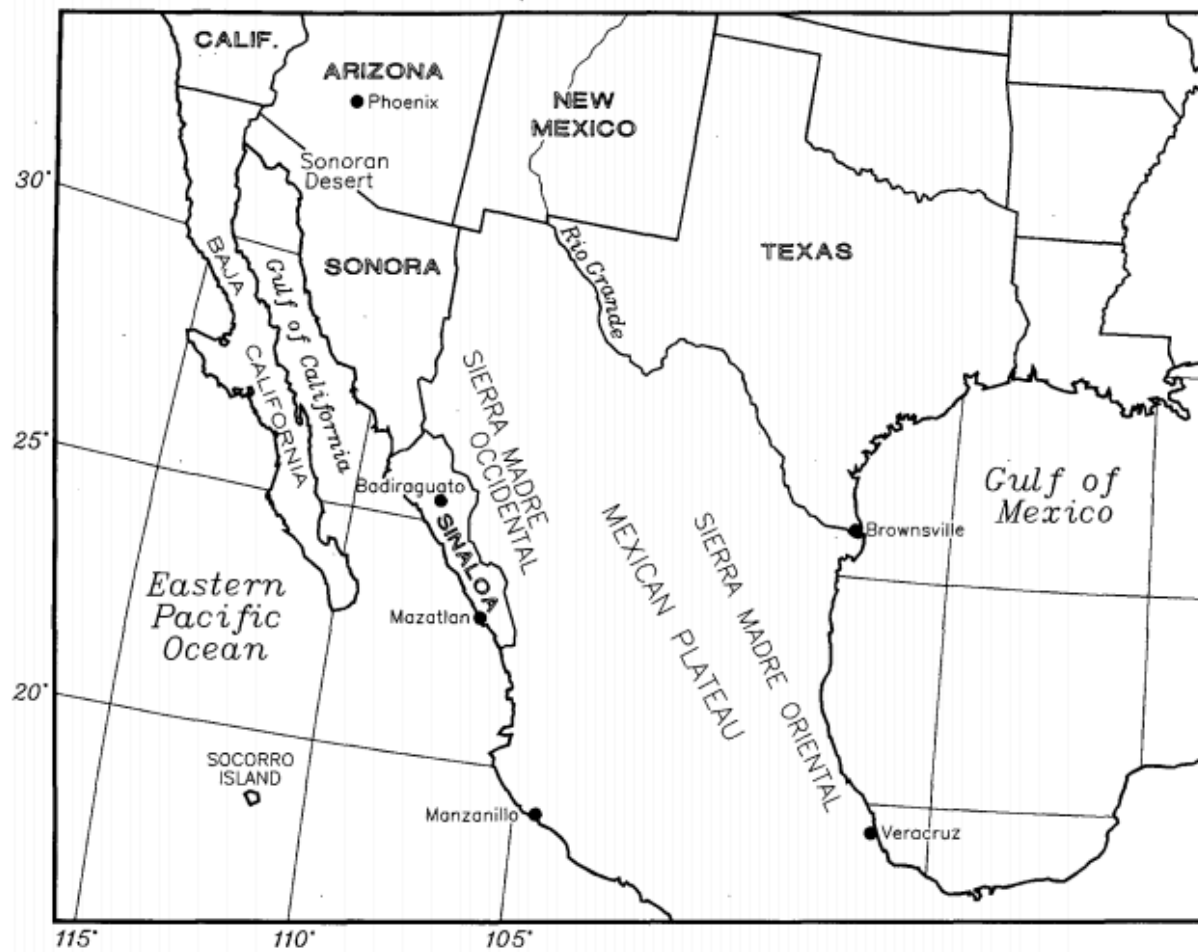 CALIF.
ARIZONA
Phoenix
NEW
MEXICO
Sonoran
Desert
30°
BAJA
CALIFORNIA
Gulf of California
SONORA
Rio Grande
TEXAS
SIERRA MADRE
OCCIDENTAL
25°
Badiraguato
SINALOA
MEXICAN PLATEAU
SIERRA MADRE ORIENTAL
Gulf of
Mexico
Brownsville
Eastern
Pacific
Ocean
Mazatlan
20°
SOCORRO
ISLAND
Manzanillo
Veracruz
115°
110°
105°